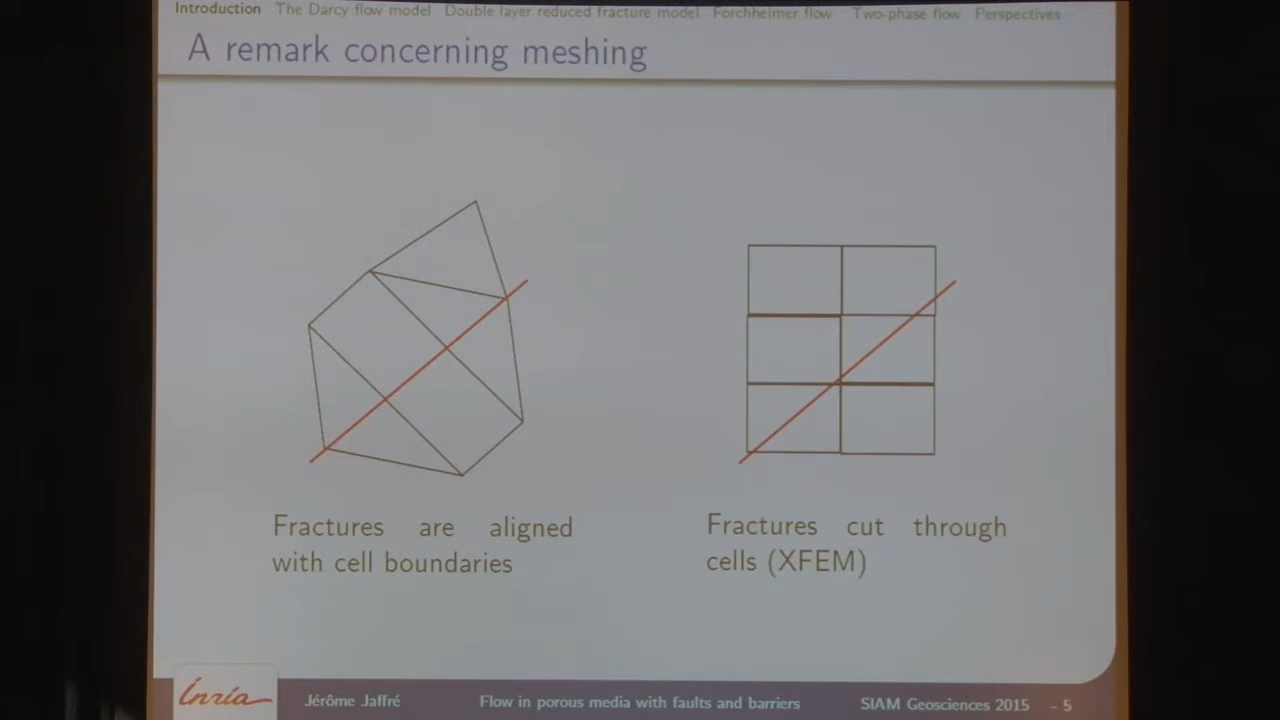 Introduction The Darcy flow model Double layer reduced fracture model Forchheimer flow Two-phase flow Perspectives
A remark concerning meshing
Fractures are aligned
with cell boundaries
Fractures cut through
cells (XFEM)
Inria Jérôme Jaffré Flow in porous media with faults and barriers SIAM Geosciences 2015 - 5